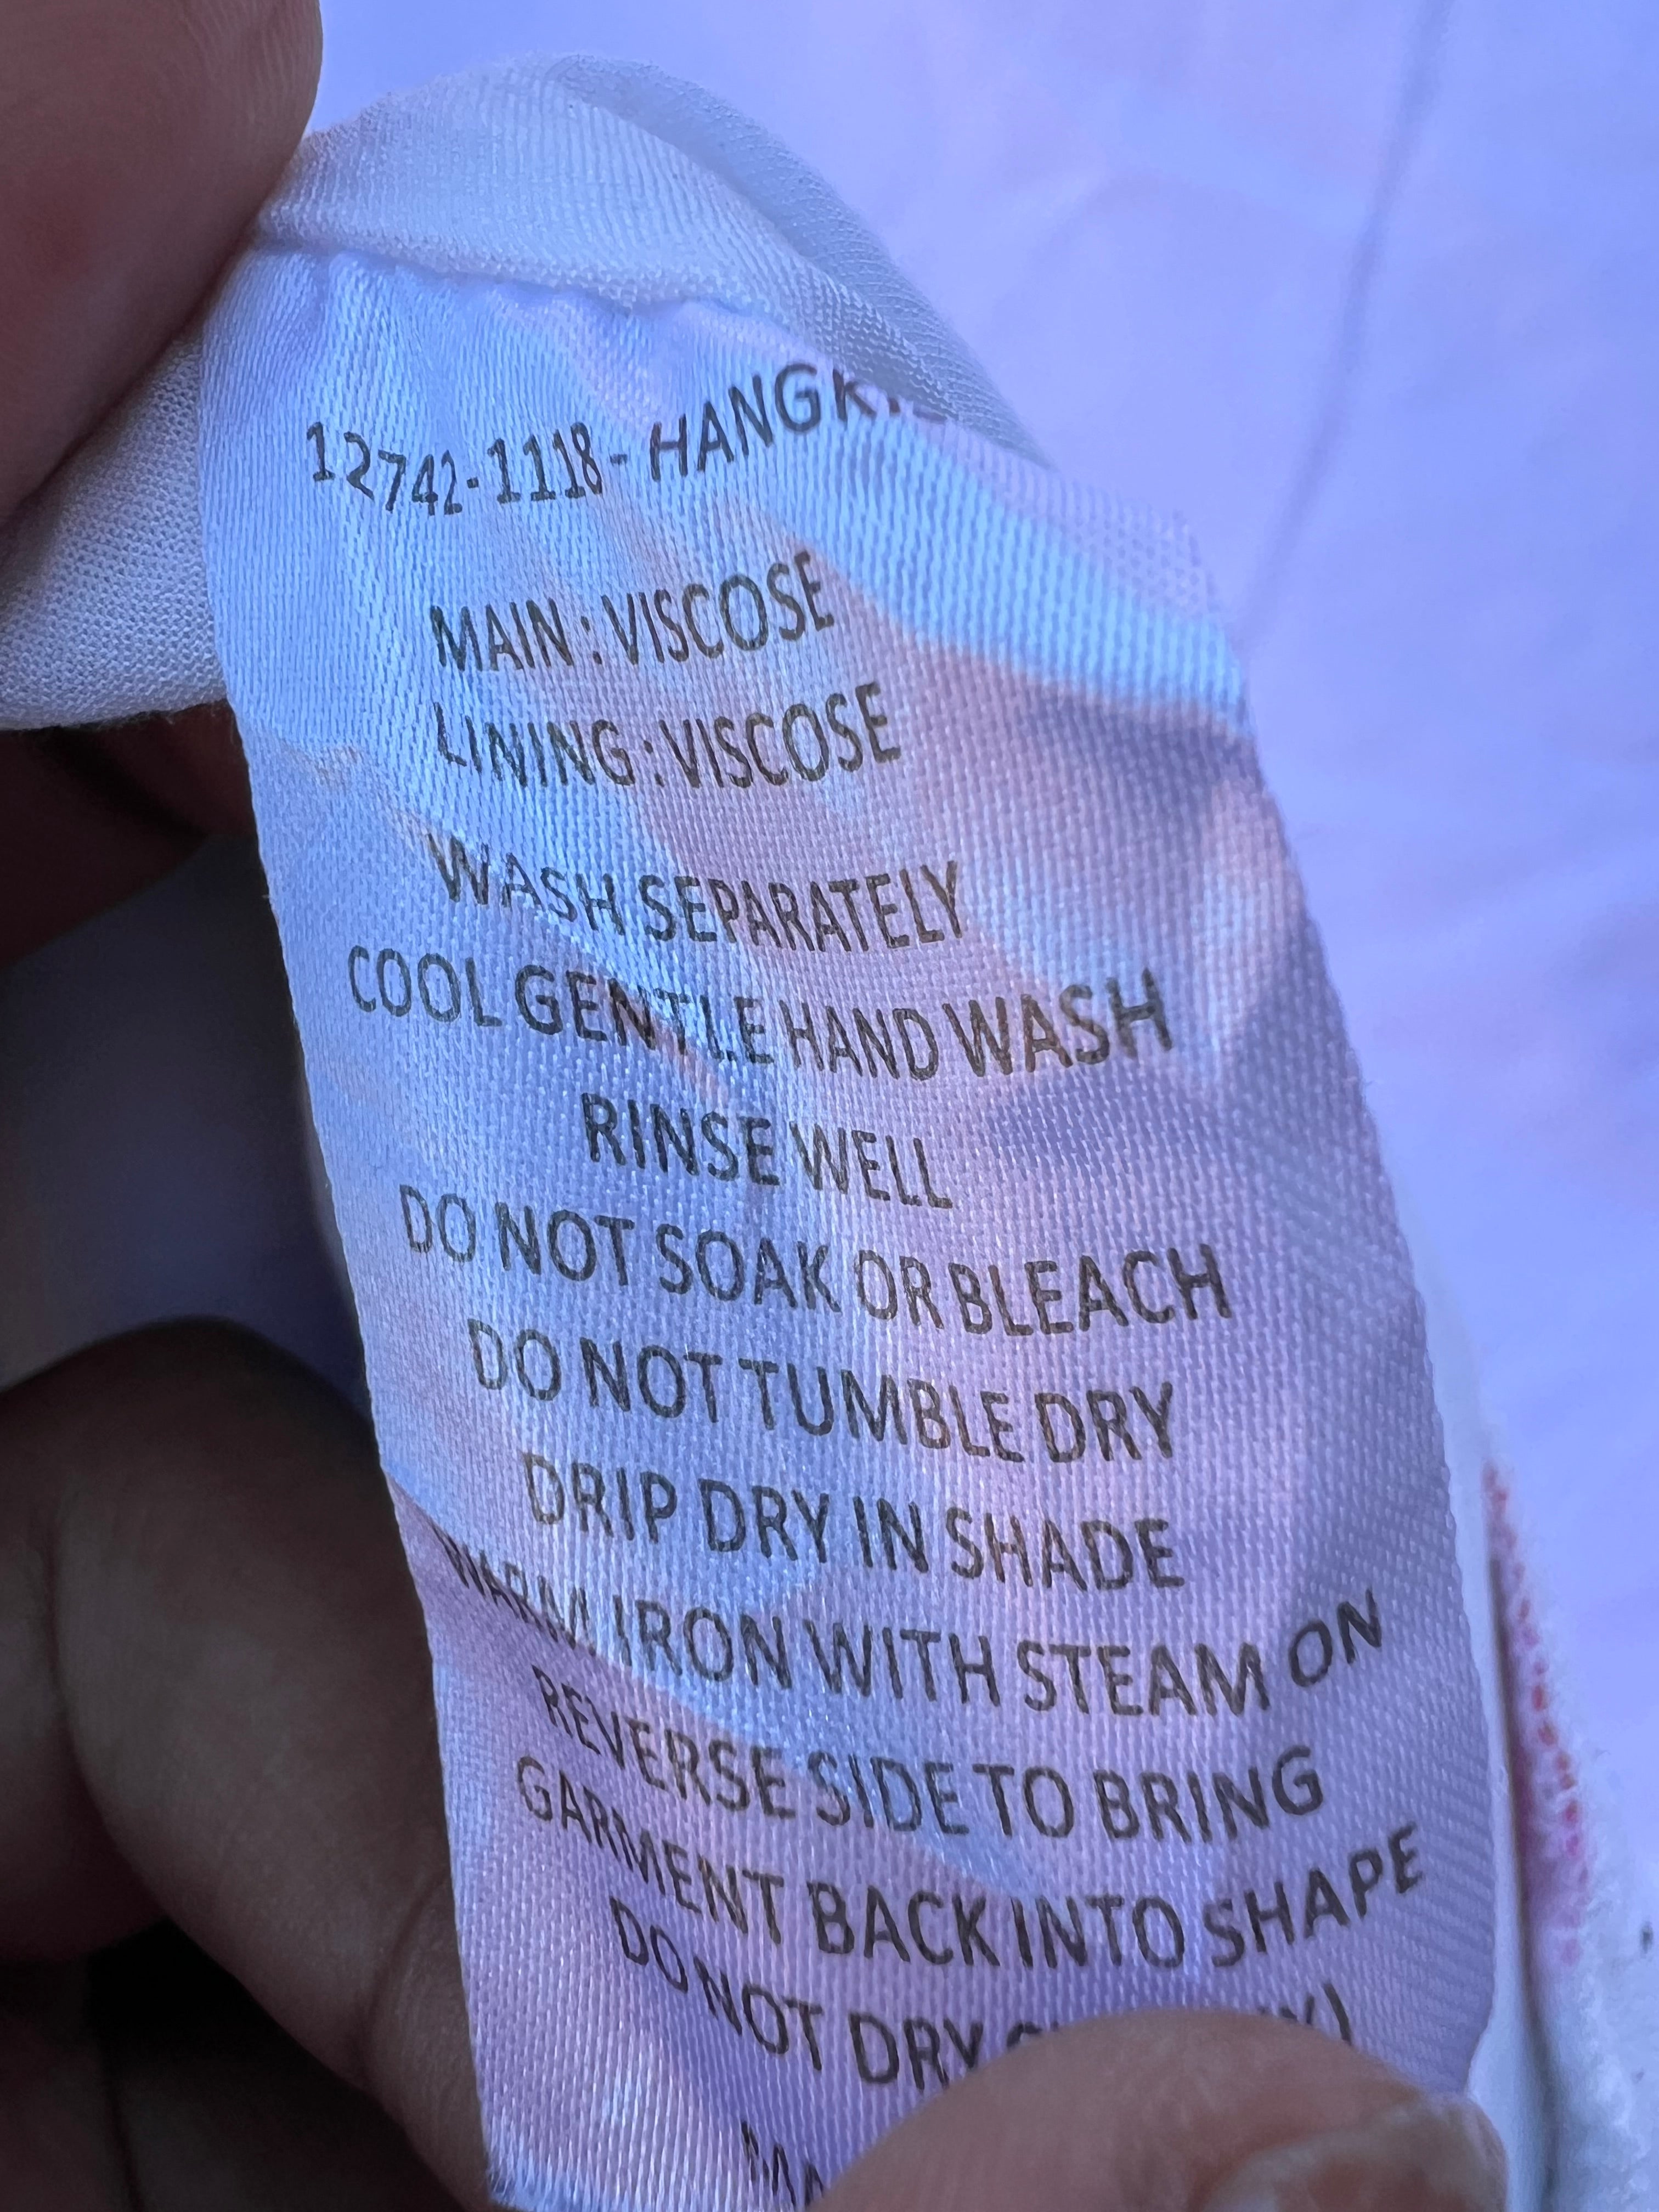 12742-1118-
MAIN : VISCOSE
LINING : VISCOSE
WASH SEPARATELY
COOL GENTLE HAND WASH
RINSE WELL
DO NOT SOAK OR BLEACH
DO NOT TUMBLE DRY
DRIP DRY IN SHADE
WARM IRON WITH STEAM ON
REVERSE SIDE TO BRING
GARMENT BACK INTO SHAPE
DO NOT DRY